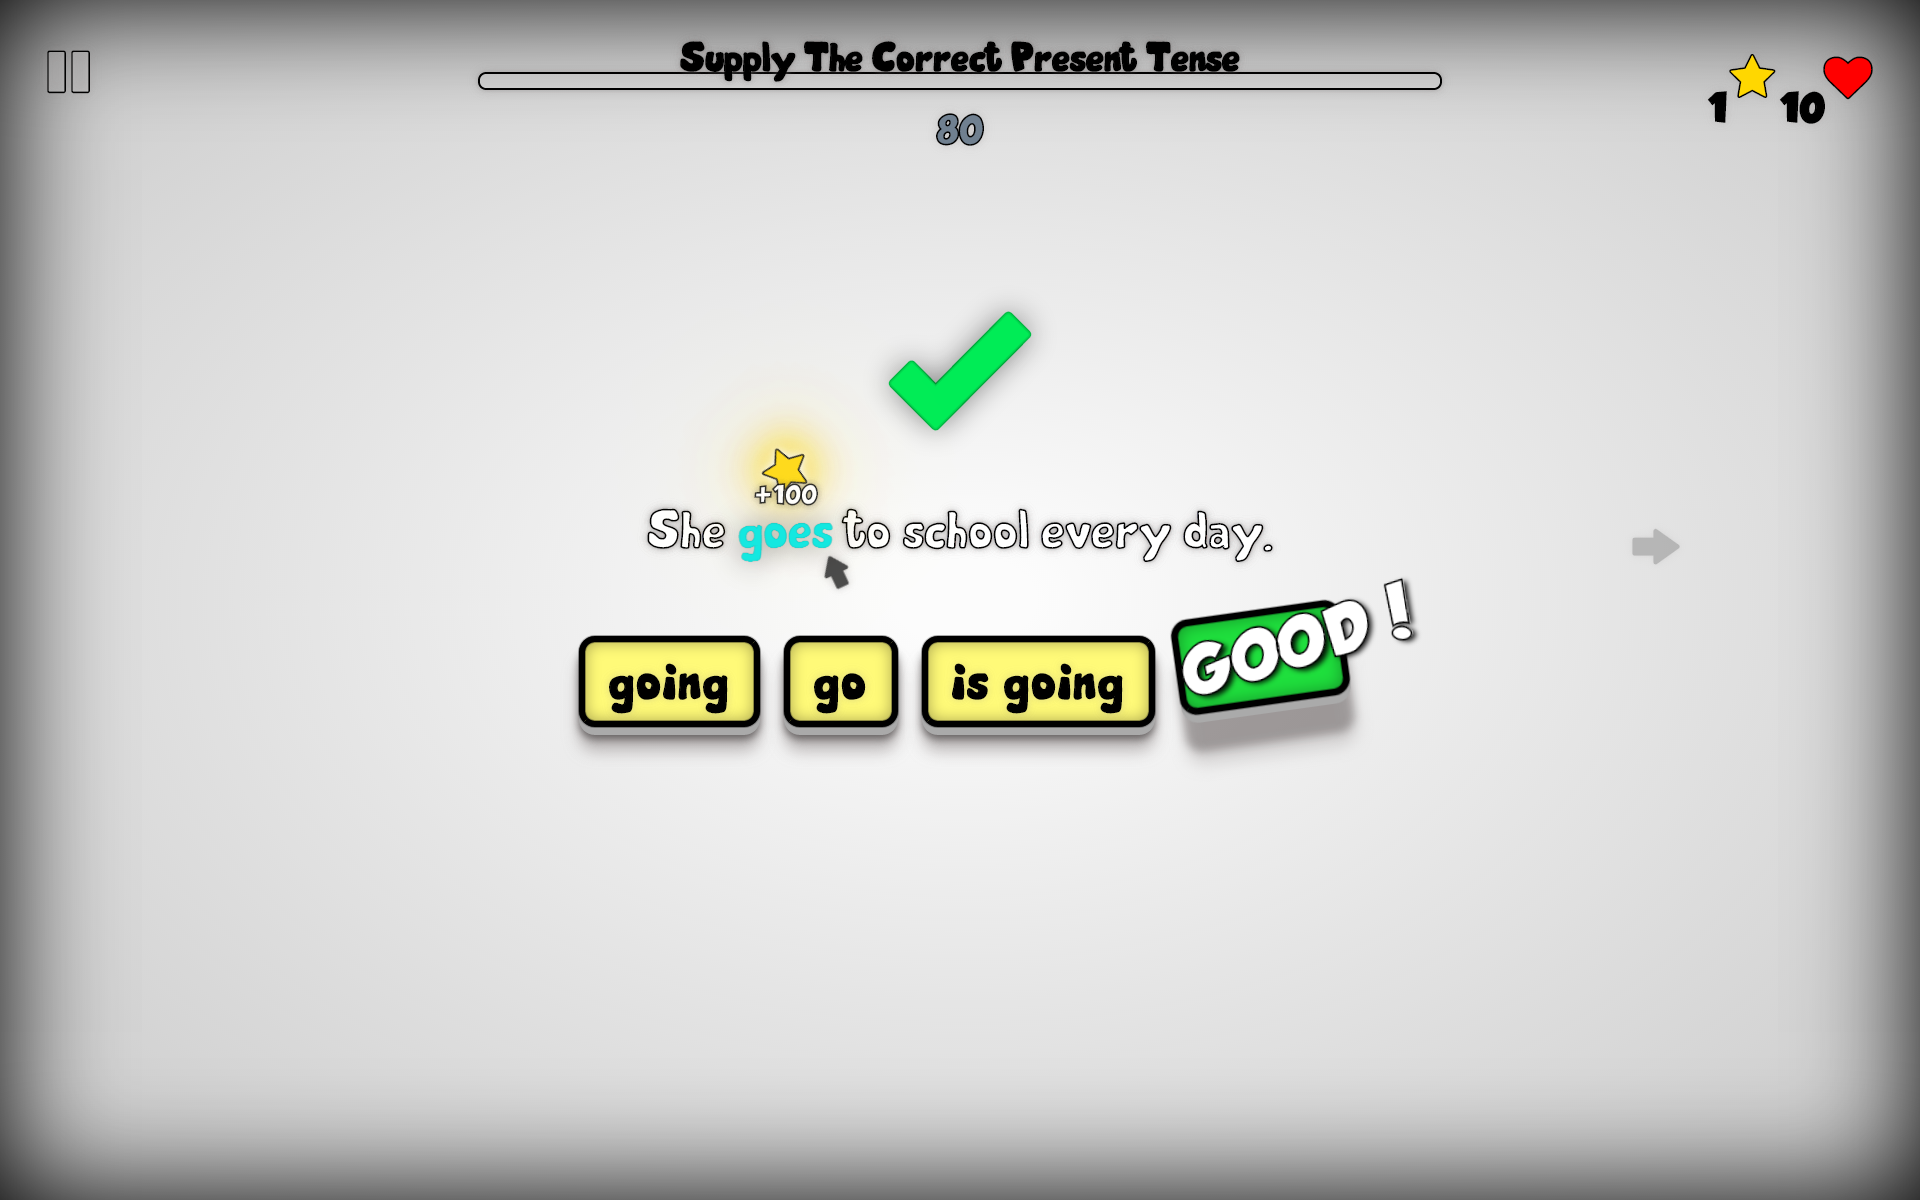 Supply The Correct Present Tense
1 10
80
+100
She goes to school every day.
going go is going GOOD!